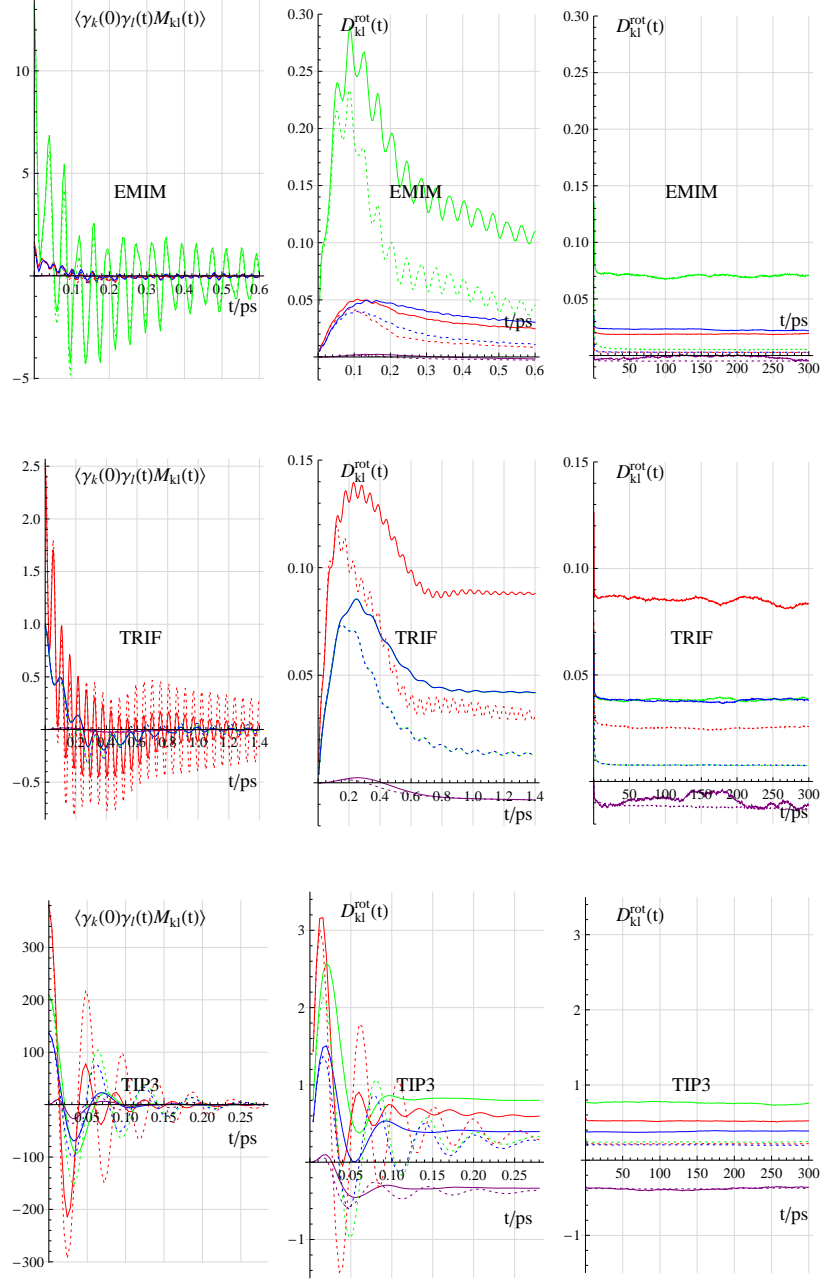 ⟨γk(0)γl(t)Mkl(t)⟩
12
10
5
EMIM
0.1 0.2 0.3 0.4 0.5 0.6
t/ps
−5
D^rot_kl(t)
0.30
0.25
0.20
0.15
EMIM
0.10
0.05
t/ps
0.1 0.2 0.3 0.4 0.5 0.6
D^rot_kl(t)
0.30
0.25
0.20
0.15
EMIM
0.10
0.05
t/ps
50 100 150 200 250 300
⟨γk(0)γl(t)Mkl(t)⟩
2.5
2.0
1.5
1.0
TRIF
0.5
0.2 0.4 0.6 0.8 1.0 1.2 1.4
−0.5
t/ps
D^rot_kl(t)
0.15
0.10
TRIF
0.05
0.2 0.4 0.6 0.8 1.0 1.2 1.4
t/ps
D^rot_kl(t)
0.15
0.10
TRIF
0.05
50 100 150 200 250 300
t/ps
⟨γk(0)γl(t)Mkl(t)⟩
300
200
100
TIP3
0.05 0.10 0.15 0.20 0.25
t/ps
−100
−200
−300
D^rot_kl(t)
3
2
TIP3
1
0.05 0.10 0.15 0.20 0.25
t/ps
−1
D^rot_kl(t)
3
2
TIP3
1
50 100 150 200 250 300
t/ps
−1